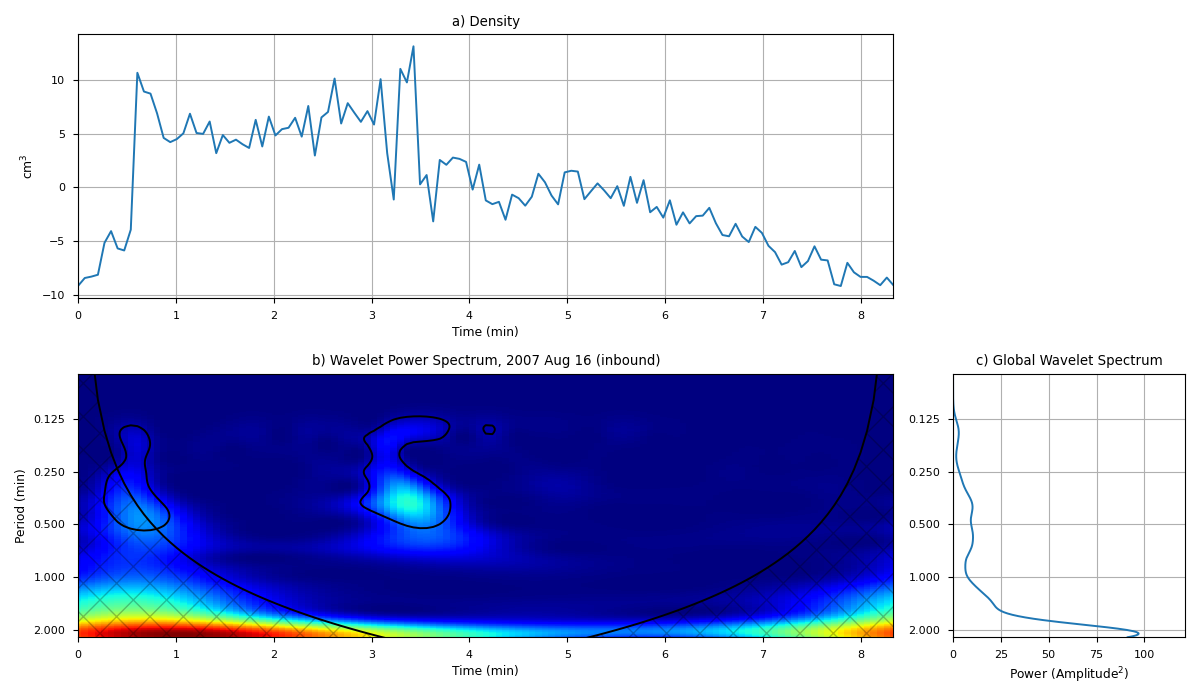 a) Density
cm³
10
5
0
−5
−10
0 1 2 3 4 5 6 7 8
Time (min)
b) Wavelet Power Spectrum, 2007 Aug 16 (inbound)
Period (min)
0.125
0.250
0.500
1.000
2.000
0 1 2 3 4 5 6 7 8
Time (min)
c) Global Wavelet Spectrum
0.125
0.250
0.500
1.000
2.000
0 25 50 75 100
Power (Amplitude²)